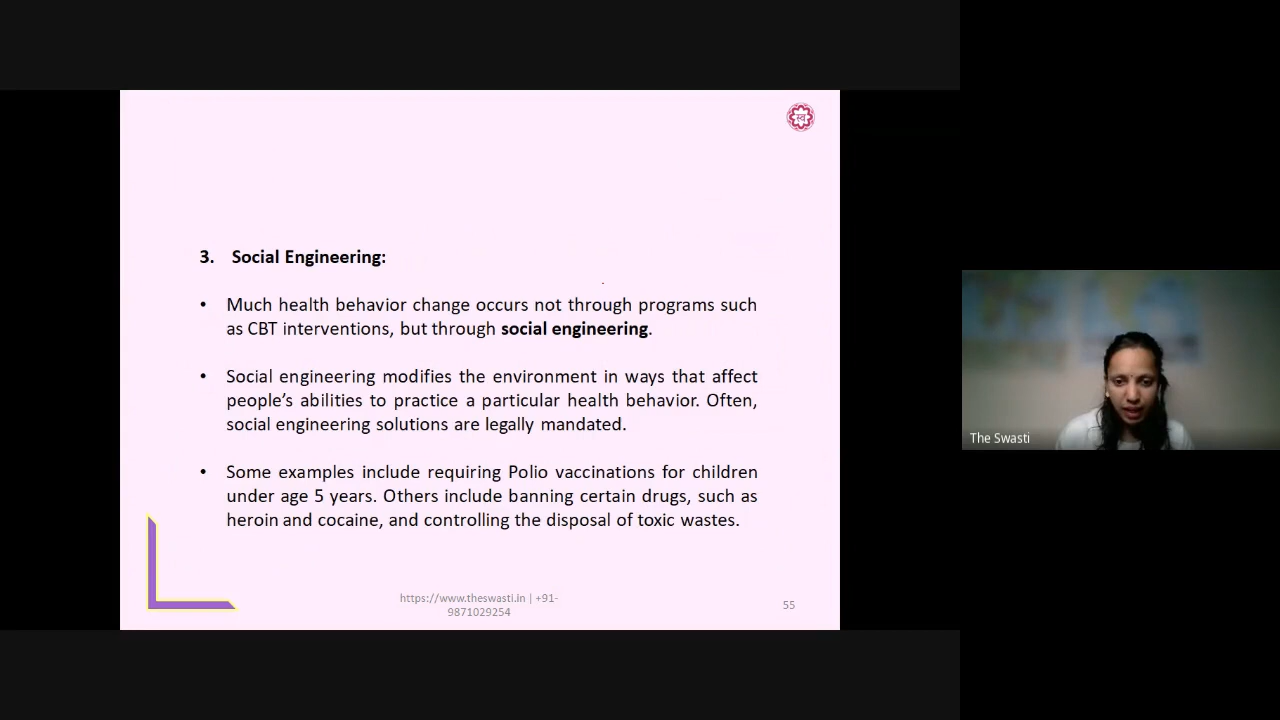 3. Social Engineering:
• Much health behavior change occurs not through programs such
as CBT interventions, but through social engineering.
• Social engineering modifies the environment in ways that affect
people’s abilities to practice a particular health behavior. Often,
social engineering solutions are legally mandated.
• Some examples include requiring Polio vaccinations for children
under age 5 years. Others include banning certain drugs, such as
heroin and cocaine, and controlling the disposal of toxic wastes.
https://www.theswasti.in | +91-
9871029254
55
The Swasti